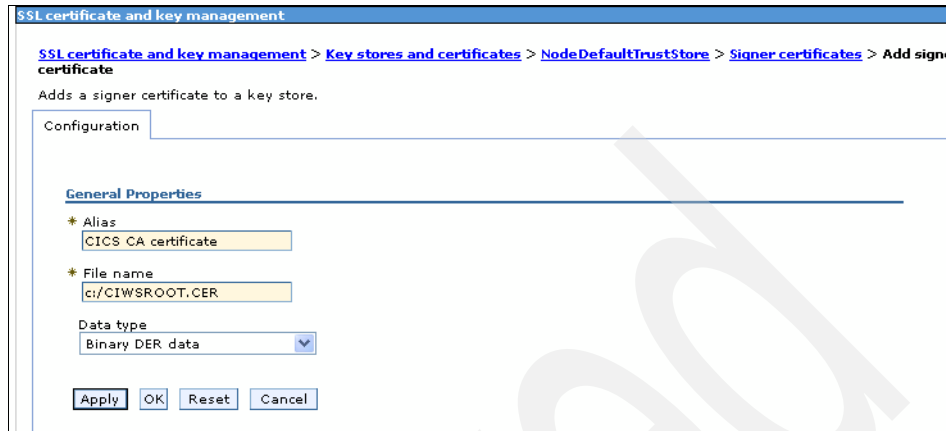 SSL certificate and key management
SSL certificate and key management > Key stores and certificates > NodeDefaultTrustStore > Signer certificates > Add signe
certificate
Adds a signer certificate to a key store.
Configuration
General Properties
* Alias
CICS CA certificate
* File name
c:/CIWSROOT.CER
Data type
Binary DER data
Apply OK Reset Cancel